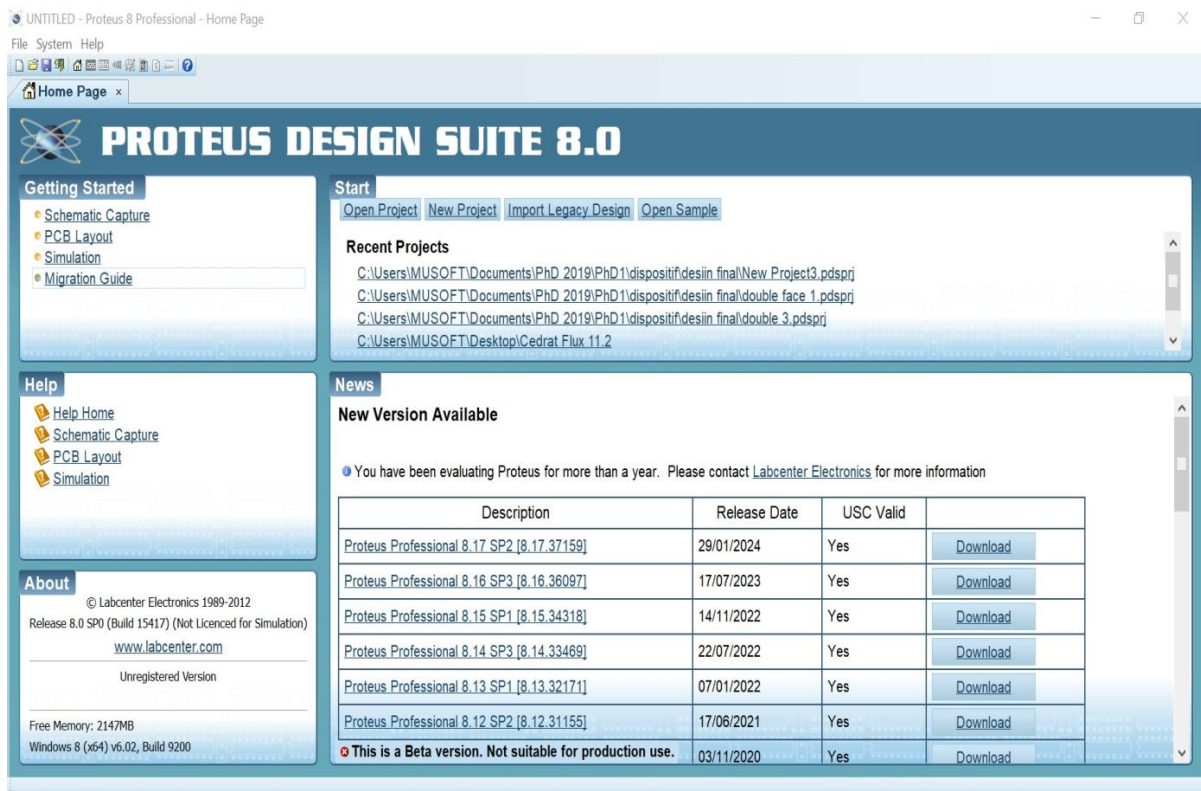 UNTITLED - Proteus 8 Professional - Home Page
File System Help
Home Page ×
PROTEUS DESIGN SUITE 8.0
Getting Started
Schematic Capture
PCB Layout
Simulation
Migration Guide
Start
Open Project New Project Import Legacy Design Open Sample
Recent Projects
C:\Users\MUSOFT\Documents\PhD 2019\PhD1\dispositif\desiin final\New Project3.pdsprj
C:\Users\MUSOFT\Documents\PhD 2019\PhD1\dispositif\desiin final\double face 1.pdsprj
C:\Users\MUSOFT\Documents\PhD 2019\PhD1\dispositif\desiin final\double 3.pdsprj
C:\Users\MUSOFT\Desktop\Cedrat Flux 11.2
Help
Help Home
Schematic Capture
PCB Layout
Simulation
About
© Labcenter Electronics 1989-2012
Release 8.0 SP0 (Build 15417) (Not Licenced for Simulation)
www.labcenter.com
Unregistered Version
Free Memory: 2147MB
Windows 8 (x64) v6.02, Build 9200
News
New Version Available
You have been evaluating Proteus for more than a year. Please contact Labcenter Electronics for more information
Description Release Date USC Valid
Proteus Professional 8.17 SP2 [8.17.37159] 29/01/2024 Yes Download
Proteus Professional 8.16 SP3 [8.16.36097] 17/07/2023 Yes Download
Proteus Professional 8.15 SP1 [8.15.34318] 14/11/2022 Yes Download
Proteus Professional 8.14 SP3 [8.14.33469] 22/07/2022 Yes Download
Proteus Professional 8.13 SP1 [8.13.32171] 07/01/2022 Yes Download
Proteus Professional 8.12 SP2 [8.12.31155] 17/06/2021 Yes Download
This is a Beta version. Not suitable for production use. 03/11/2020 Yes Download